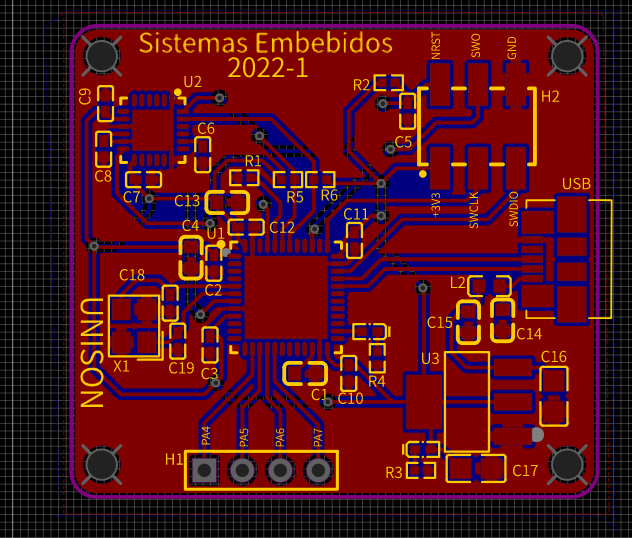 Sistemas Embebidos
2022-1
NRST
SWO
GND
U2
R2
H2
C9
C6
C5
C8
R1
USB
C7
C13
R5
R6
+3V3
SWCLK
SWDIO
C4
U1
C12
C11
C18
C2
L2
UNISON
C15
C14
X1
C19
C3
R4
U3
C16
C1
C10
PA4
PA5
PA6
PA7
H1
R3
C17